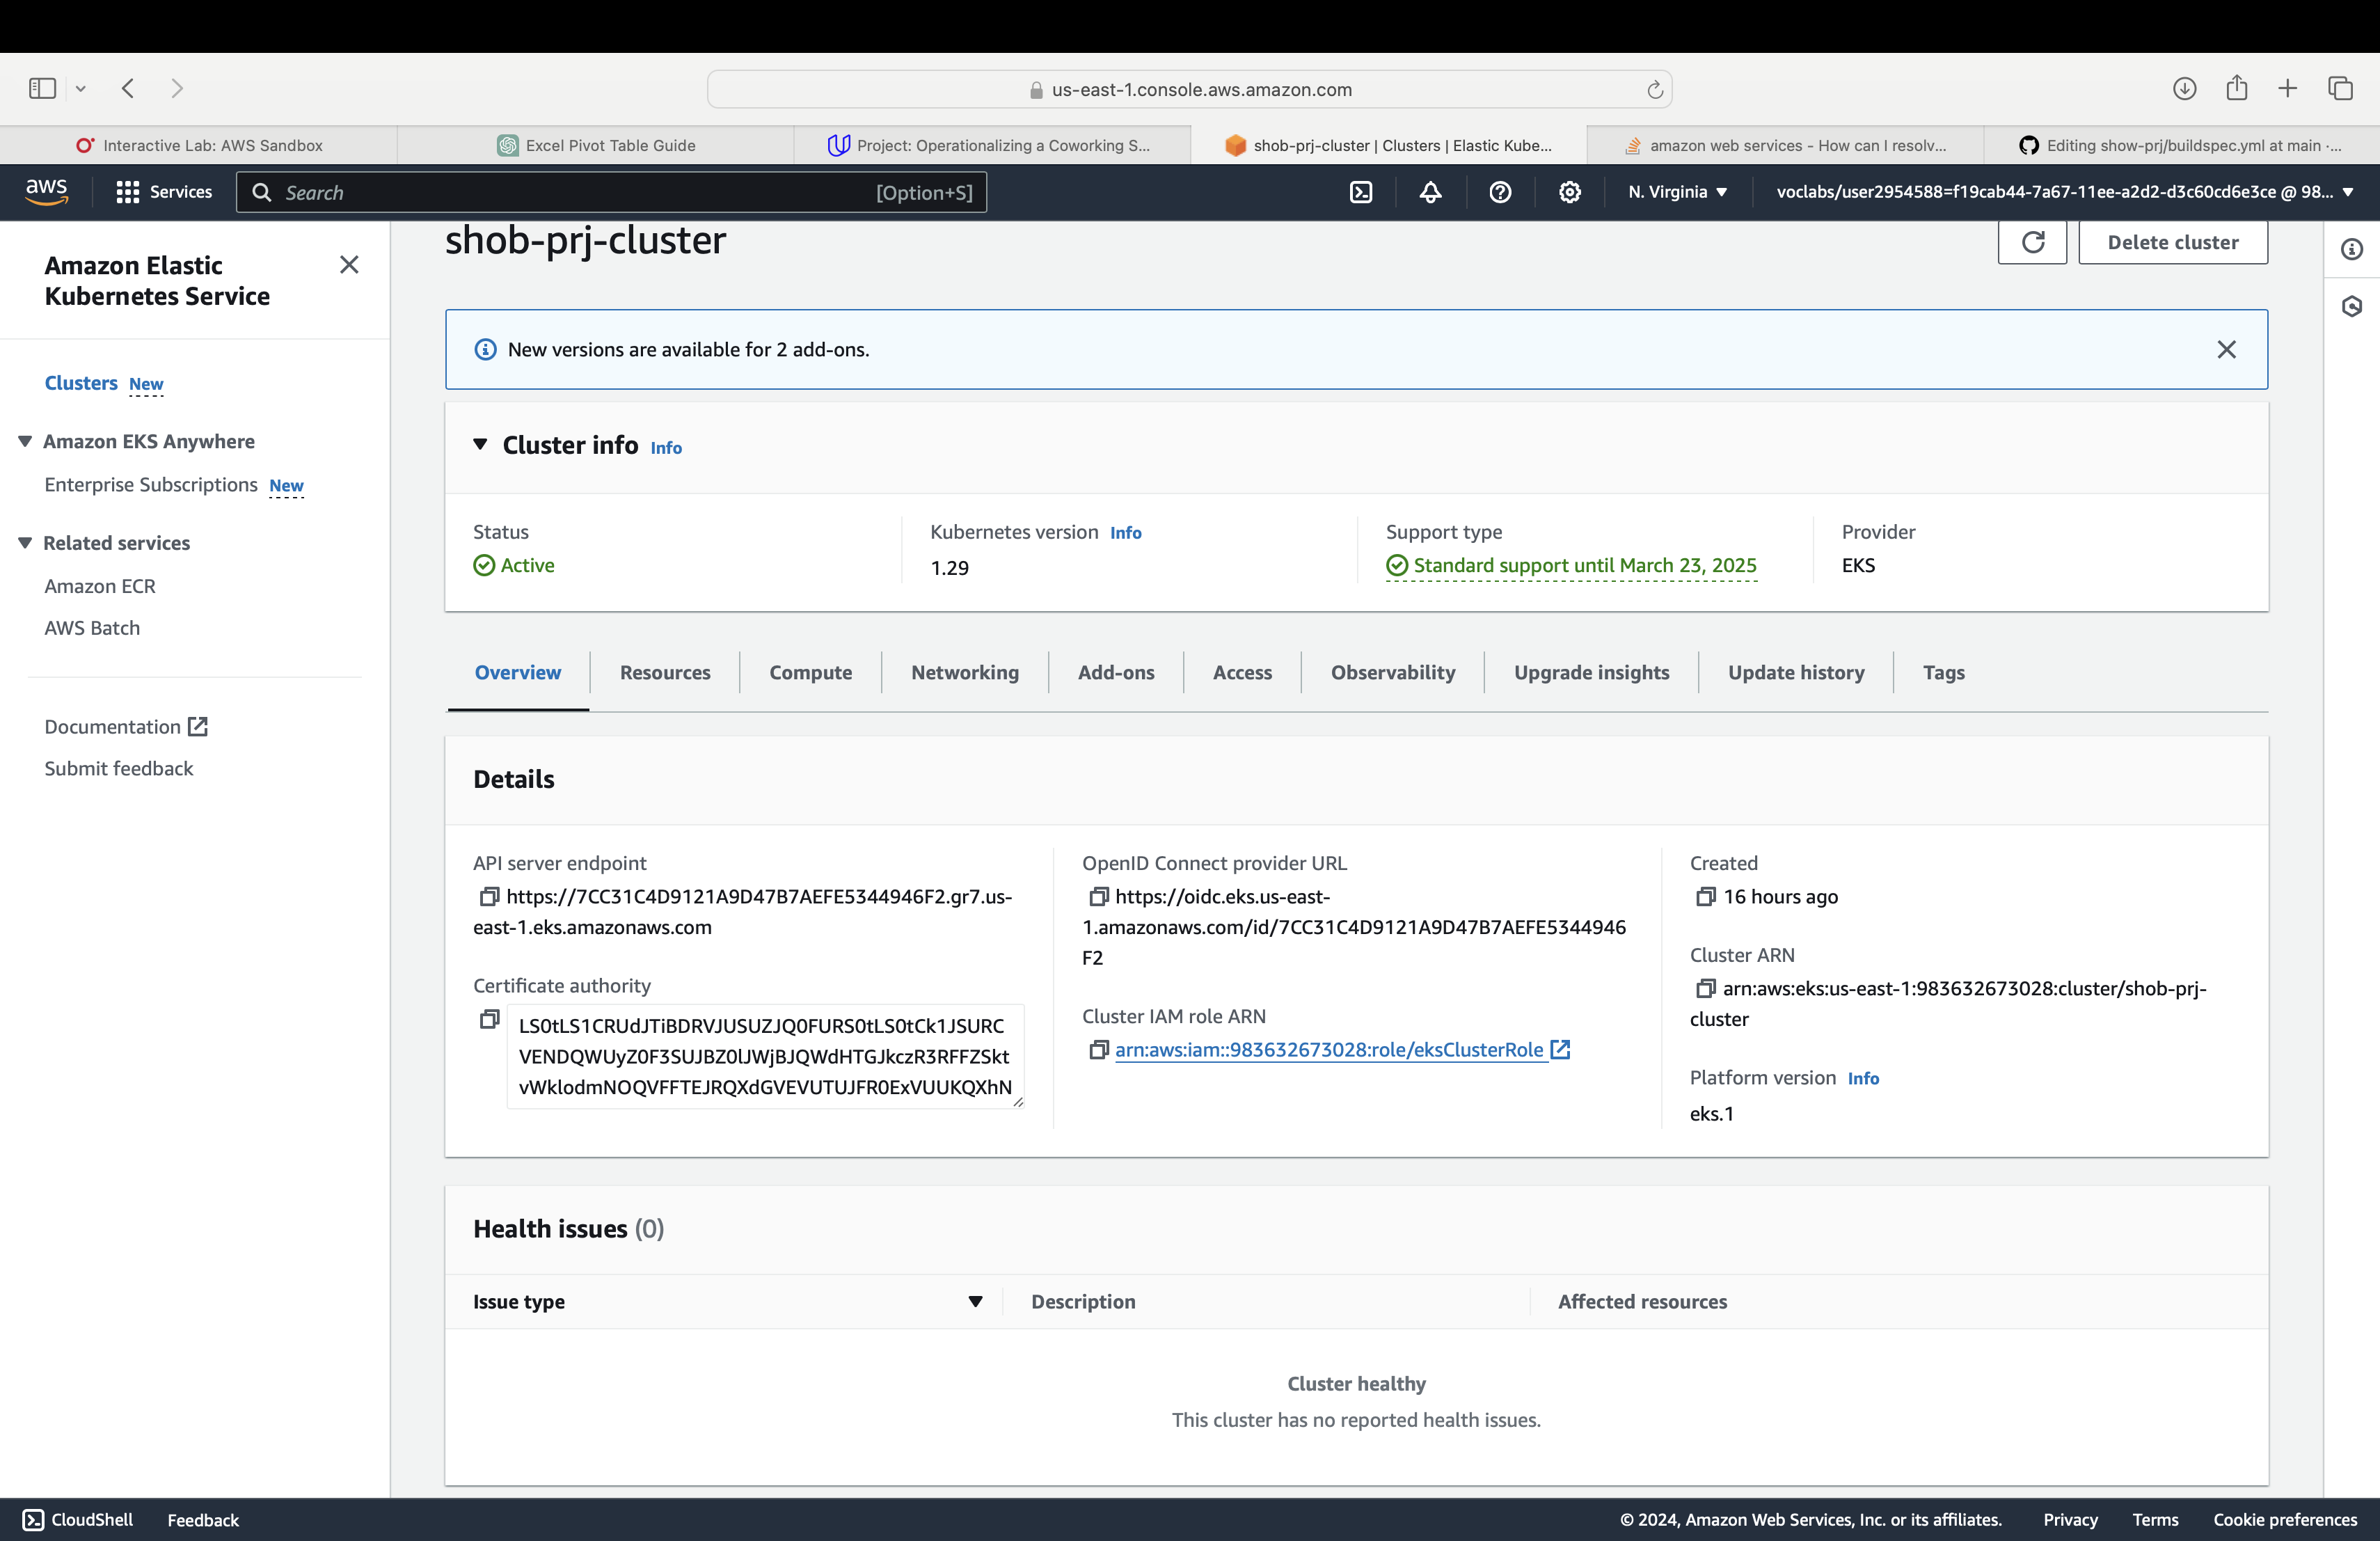 us-east-1.console.aws.amazon.com
Interactive Lab: AWS Sandbox
Excel Pivot Table Guide
Project: Operationalizing a Coworking S...
shob-prj-cluster | Clusters | Elastic Kube...
amazon web services - How can I resolv...
Editing show-prj/buildspec.yml at main ·...
aws
Services
Search
[Option+S]
N. Virginia
voclabs/user2954588=f19cab44-7a67-11ee-a2d2-d3c60cd6e3ce @ 98...
Amazon Elastic
Kubernetes Service
Clusters New
Amazon EKS Anywhere
Enterprise Subscriptions New
Related services
Amazon ECR
AWS Batch
Documentation
Submit feedback
shob-prj-cluster
Delete cluster
New versions are available for 2 add-ons.
Cluster info Info
Status
Active
Kubernetes version Info
1.29
Support type
Standard support until March 23, 2025
Provider
EKS
Overview
Resources
Compute
Networking
Add-ons
Access
Observability
Upgrade insights
Update history
Tags
Details
API server endpoint
https://7CC31C4D9121A9D47B7AEFE5344946F2.gr7.us-
east-1.eks.amazonaws.com
Certificate authority
LS0tLS1CRUdJTiBDRVJUSUZJQ0FURS0tLS0tCk1JSURC
VENDQWUyZ0F3SUJBZ0lJWjBJQWdHTGJkczR3RFFZSkt
vWklodmNOQVFFTEJRQXdGVEVUTUJFR0ExVUUKQXhN
OpenID Connect provider URL
https://oidc.eks.us-east-
1.amazonaws.com/id/7CC31C4D9121A9D47B7AEFE5344946
F2
Cluster IAM role ARN
arn:aws:iam::983632673028:role/eksClusterRole
Created
16 hours ago
Cluster ARN
arn:aws:eks:us-east-1:983632673028:cluster/shob-prj-
cluster
Platform version Info
eks.1
Health issues (0)
Issue type
Description
Affected resources
Cluster healthy
This cluster has no reported health issues.
CloudShell
Feedback
© 2024, Amazon Web Services, Inc. or its affiliates.
Privacy
Terms
Cookie preferences